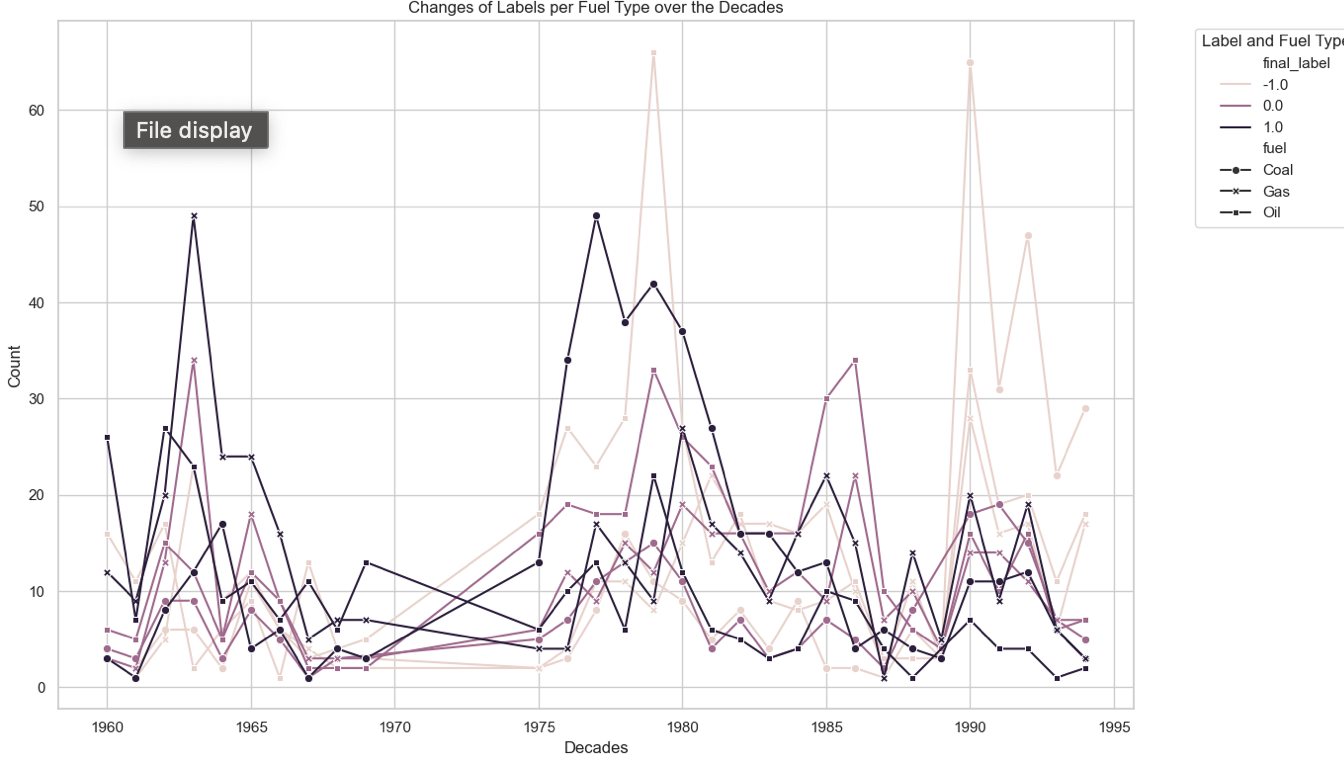 Changes of Labels per Fuel Type over the Decades
Label and Fuel Type
final_label
-1.0
0.0
1.0
fuel
Coal
Gas
Oil
File display
Count
60
50
40
30
20
10
0
1960 1965 1970 1975 1980 1985 1990 1995
Decades